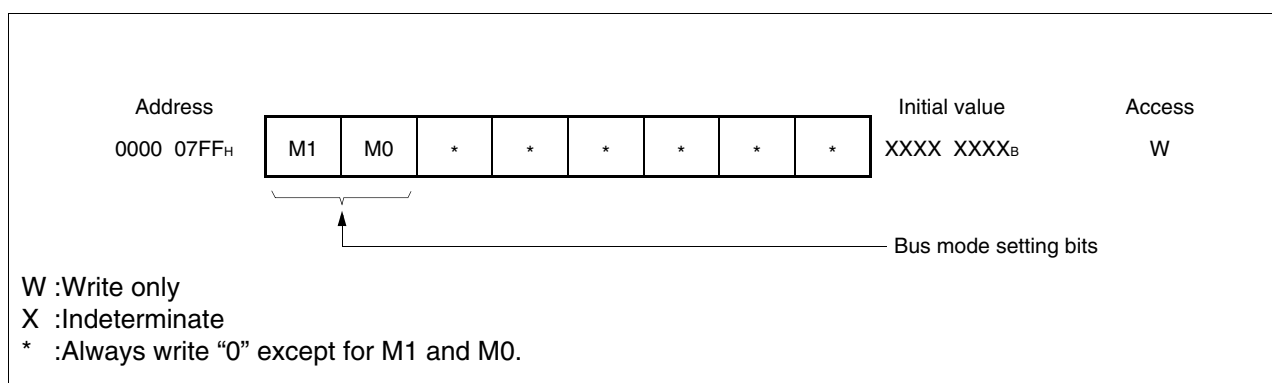 Address Initial value Access
0000 07FFH M1 M0 * * * * * * XXXX XXXXB W
Bus mode setting bits
W :Write only
X :Indeterminate
* :Always write “0” except for M1 and M0.